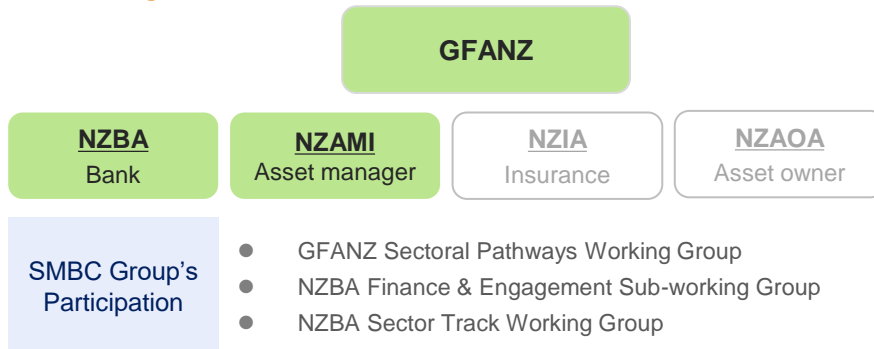 GFANZ
NZBA
Bank
NZAMI
Asset manager
NZIA
Insurance
NZAOA
Asset owner
SMBC Group's
Participation
● GFANZ Sectoral Pathways Working Group
● NZBA Finance & Engagement Sub-working Group
● NZBA Sector Track Working Group